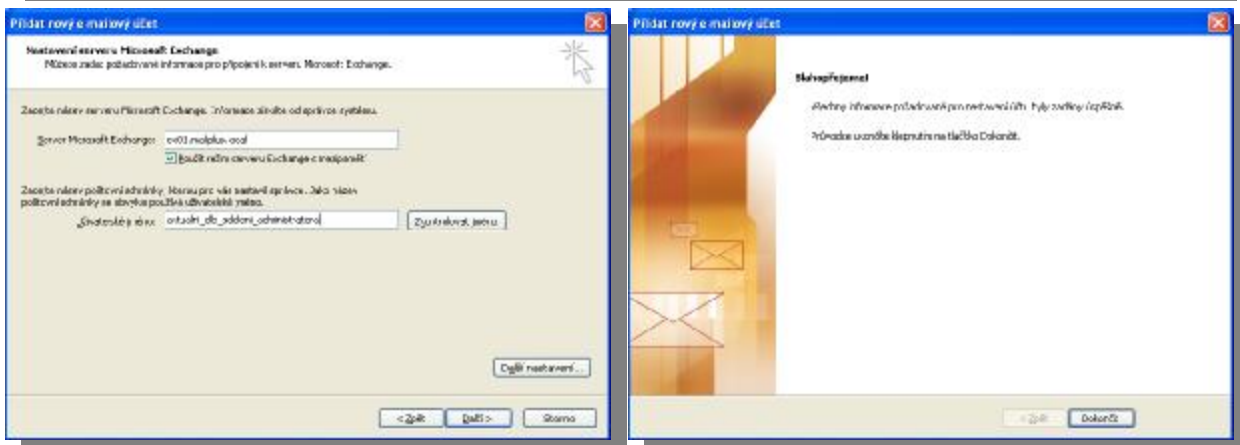 Přidat nový e-mailový účet
Nastavení serveru Microsoft Exchange
Můžete zadat požadované informace pro připojení k serveru Microsoft Exchange.
Zadejte název serveru Microsoft Exchange. Informace získáte od správce systému.
Server Microsoft Exchange:
Použít režim serveru Exchange s mezipamětí
Zadejte název poštovní schránky, kterou pro vás nastavil správce. Jako název
poštovní schránky se obvykle používá uživatelské jméno.
Uživatelské jméno:
Zkontrolovat jméno
Další nastavení...
< Zpět
Další >
Storno
Přidat nový e-mailový účet
Blahopřejeme!
Všechny informace požadované pro nastavení účtu byly zadány úspěšně.
Průvodce ukončíte klepnutím na tlačítko Dokončit.
< Zpět
Dokončit